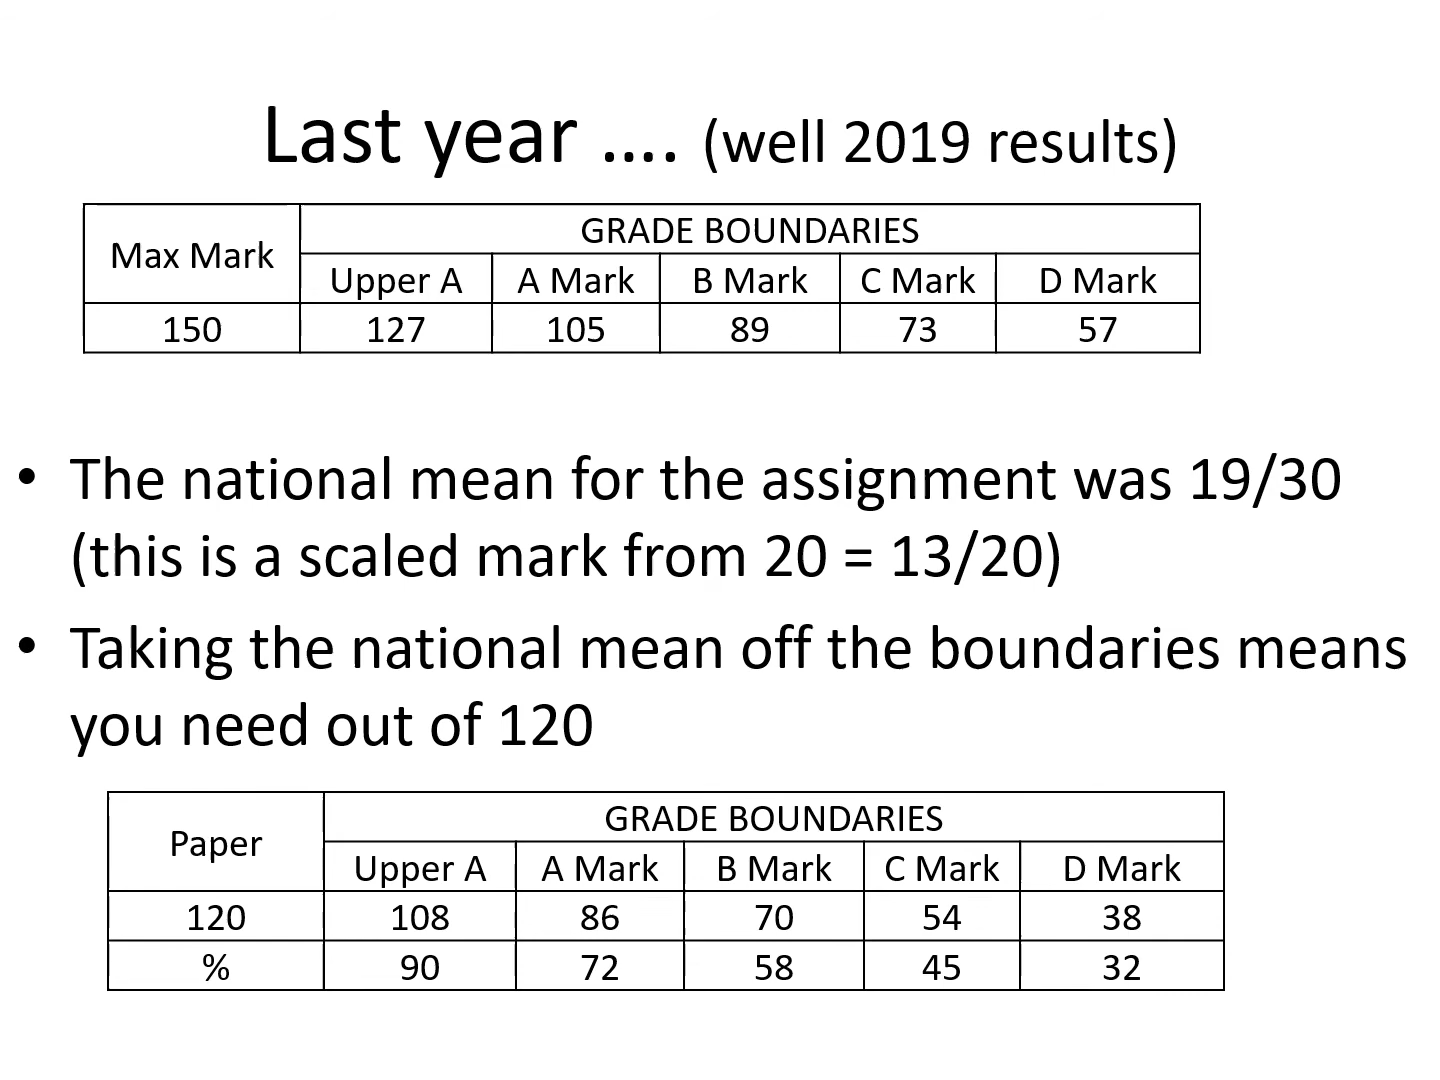 Last year .... (well 2019 results)
Max Mark GRADE BOUNDARIES
Upper A A Mark B Mark C Mark D Mark
150 127 105 89 73 57
• The national mean for the assignment was 19/30
(this is a scaled mark from 20 = 13/20)
• Taking the national mean off the boundaries means
you need out of 120
Paper GRADE BOUNDARIES
Upper A A Mark B Mark C Mark D Mark
120 108 86 70 54 38
% 90 72 58 45 32